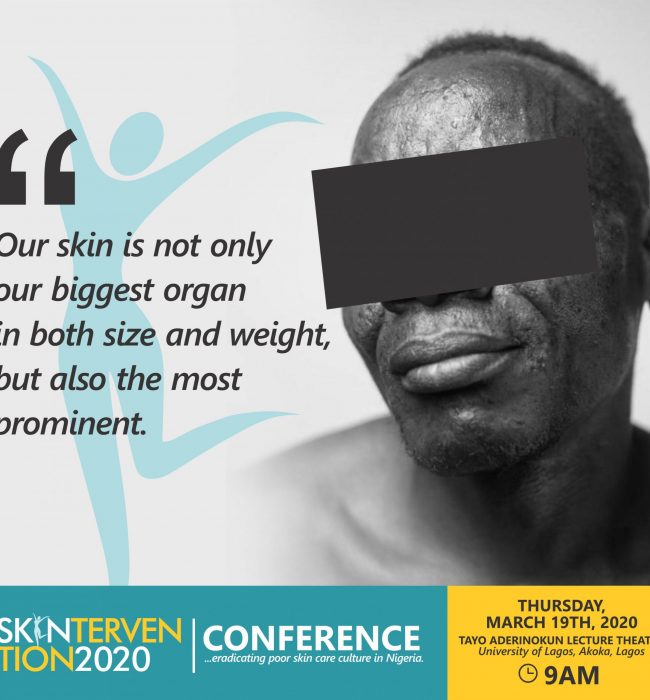 “
Our skin is not only
our biggest organ
in both size and weight,
but also the most
prominent.
SKINTERVEN
TION2020
CONFERENCE
...eradicating poor skin care culture in Nigeria.
THURSDAY,
MARCH 19TH, 2020
TAYO ADERINOKUN LECTURE THEAT
University of Lagos, Akoka, Lagos
9AM